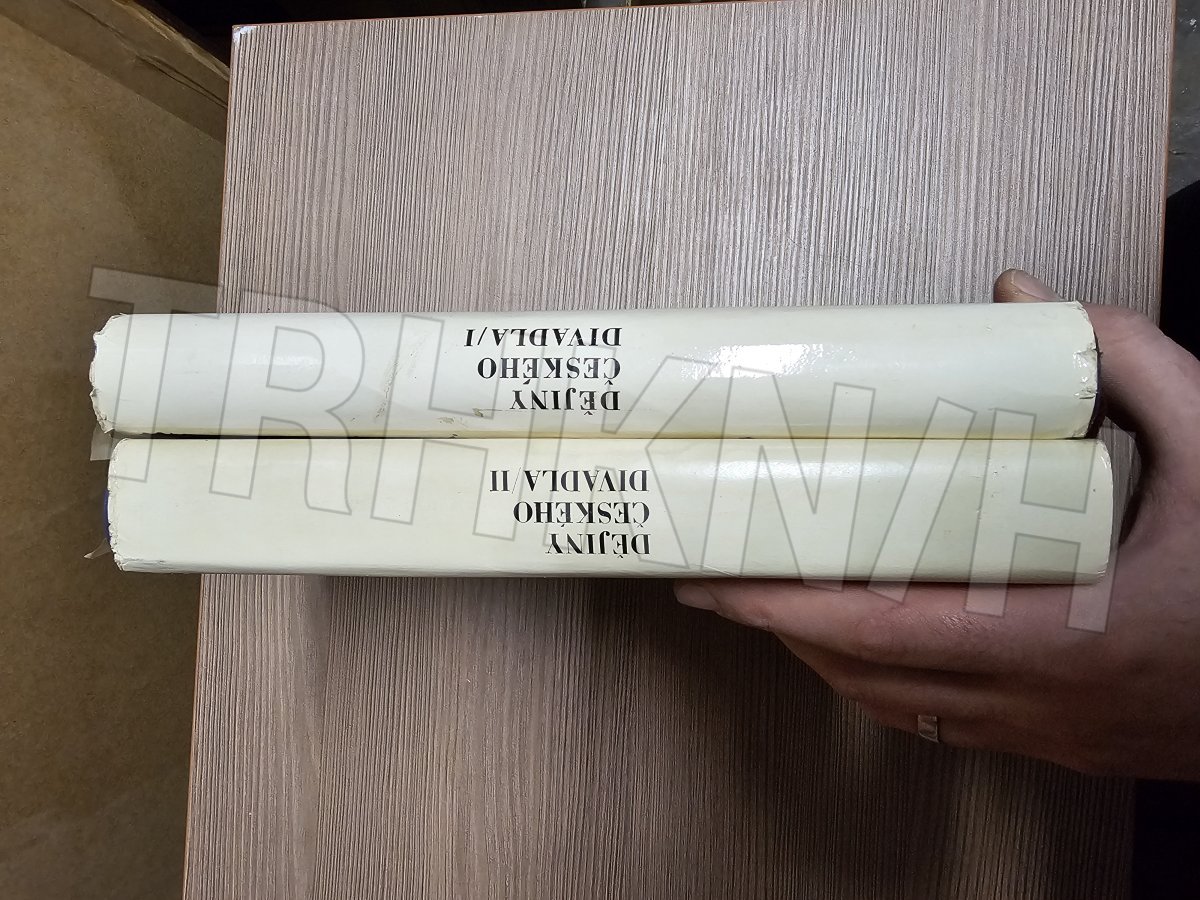 DĚJINY
ČESKÉHO
DIVADLA/I
DĚJINY
ČESKÉHO
DIVADLA/II
TRHKNIH